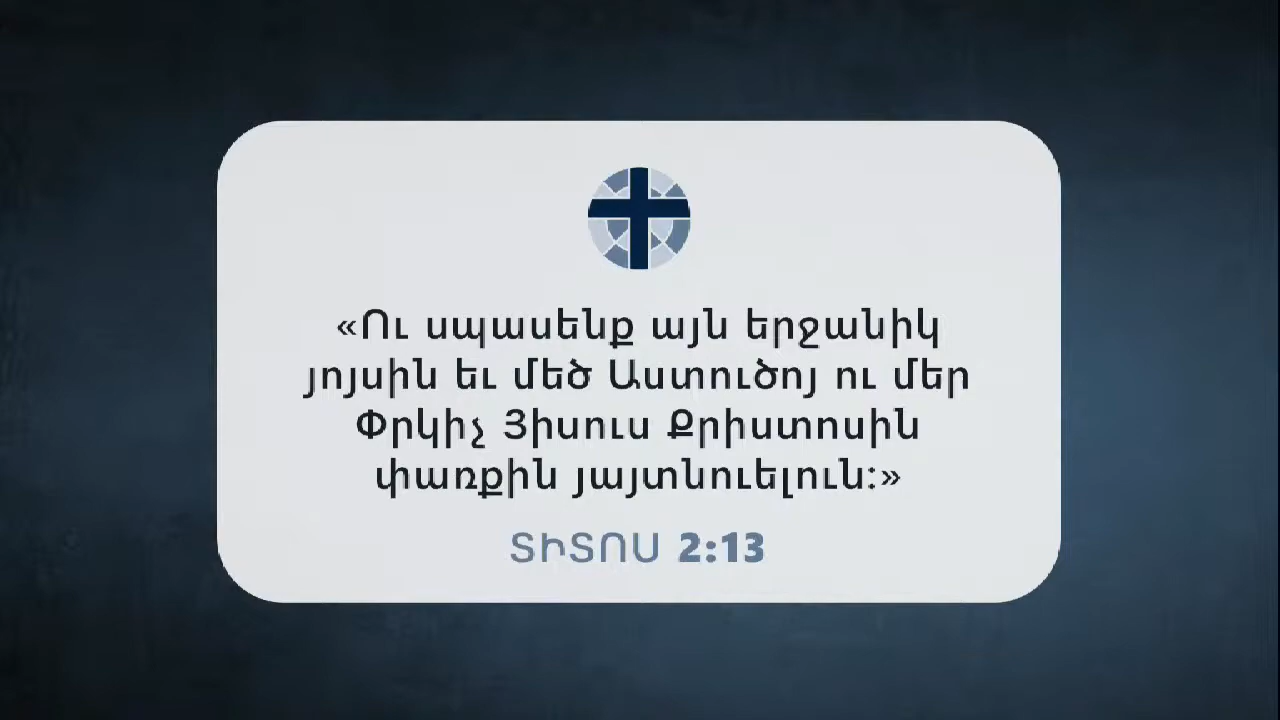 «Ու սպասենք այն երջանիկ
յոյսին եւ մեծ Աստուծոյ ու մեր
Փրկիչ Յիսուս Քրիստոսին
փառքին յայտնուելուն:»
ՏԻՏՈՍ 2:13